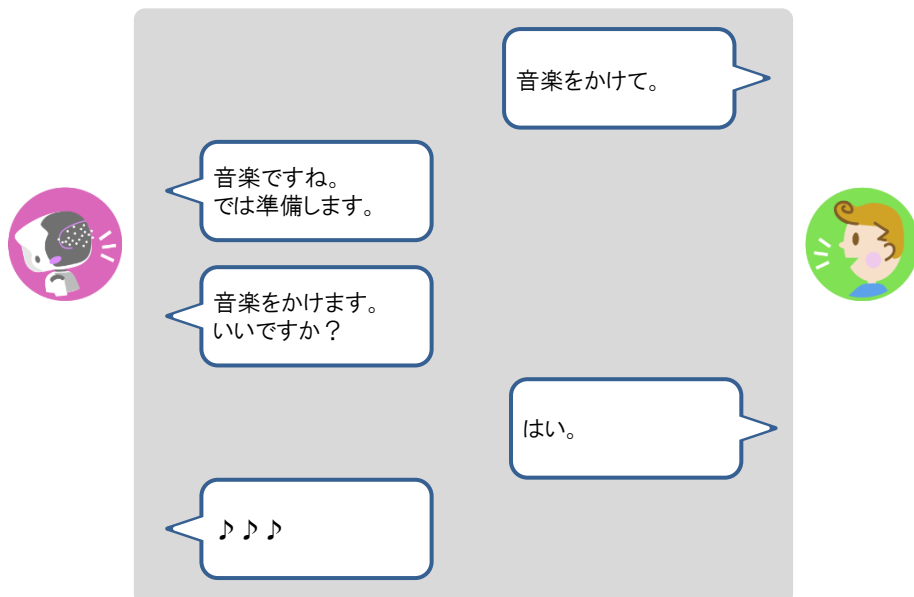 音楽をかけて。
音楽ですね。
では準備します。
音楽をかけます。
いいですか？
はい。
♪♪♪